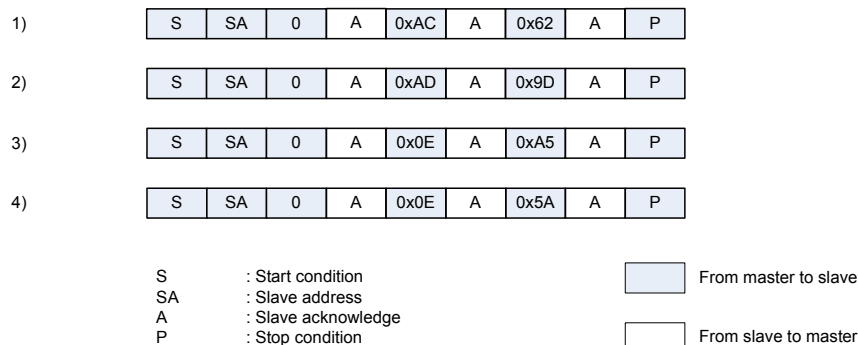 1) S SA 0 A 0xAC A 0x62 A P
2) S SA 0 A 0xAD A 0x9D A P
3) S SA 0 A 0x0E A 0xA5 A P
4) S SA 0 A 0x0E A 0x5A A P
S : Start condition
SA : Slave address
A : Slave acknowledge
P : Stop condition
From master to slave
From slave to master